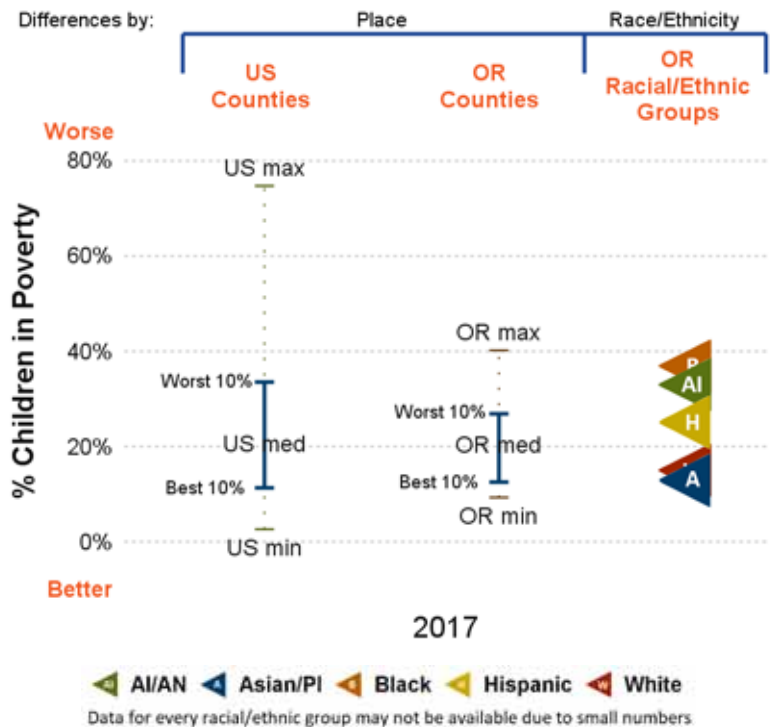 Differences by: Place Race/Ethnicity
US Counties
OR Counties
OR Racial/Ethnic Groups
Worse
% Children in Poverty
80%
60%
40%
20%
0%
US max
Worst 10%
US med
Best 10%
US min
OR max
Worst 10%
OR med
Best 10%
OR min
B
AI
H
A
Better
2017
AI AI/AN A Asian/PI B Black H Hispanic W White
Data for every racial/ethnic group may not be available due to small numbers